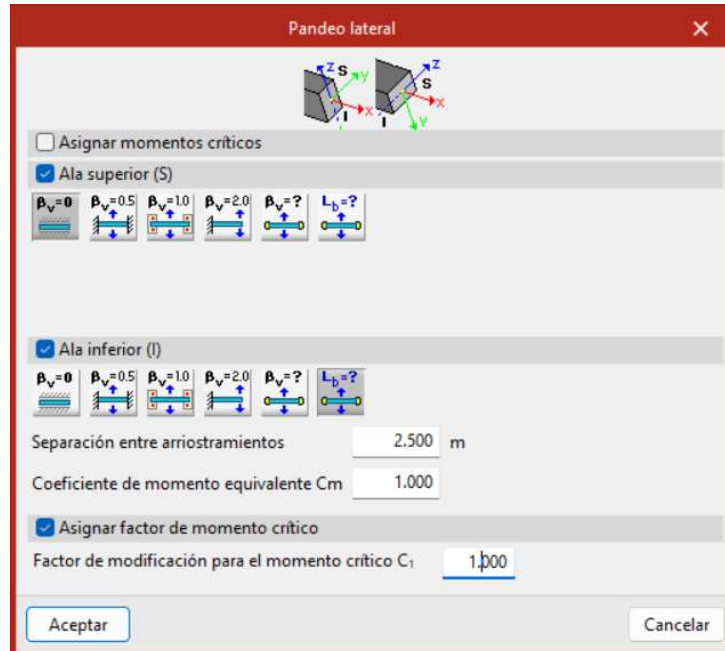 Pandeo lateral
z s y x I z s x y I
Asignar momentos críticos
Ala superior (S)
βv=0 βv=0.5 βv=1.0 βv=2.0 βv=? Lb=?
Ala inferior (I)
βv=0 βv=0.5 βv=1.0 βv=2.0 βv=? Lb=?
Separación entre arriostramientos 2.500 m
Coeficiente de momento equivalente Cm 1.000
Asignar factor de momento crítico
Factor de modificación para el momento crítico C₁ 1.000
Aceptar Cancelar